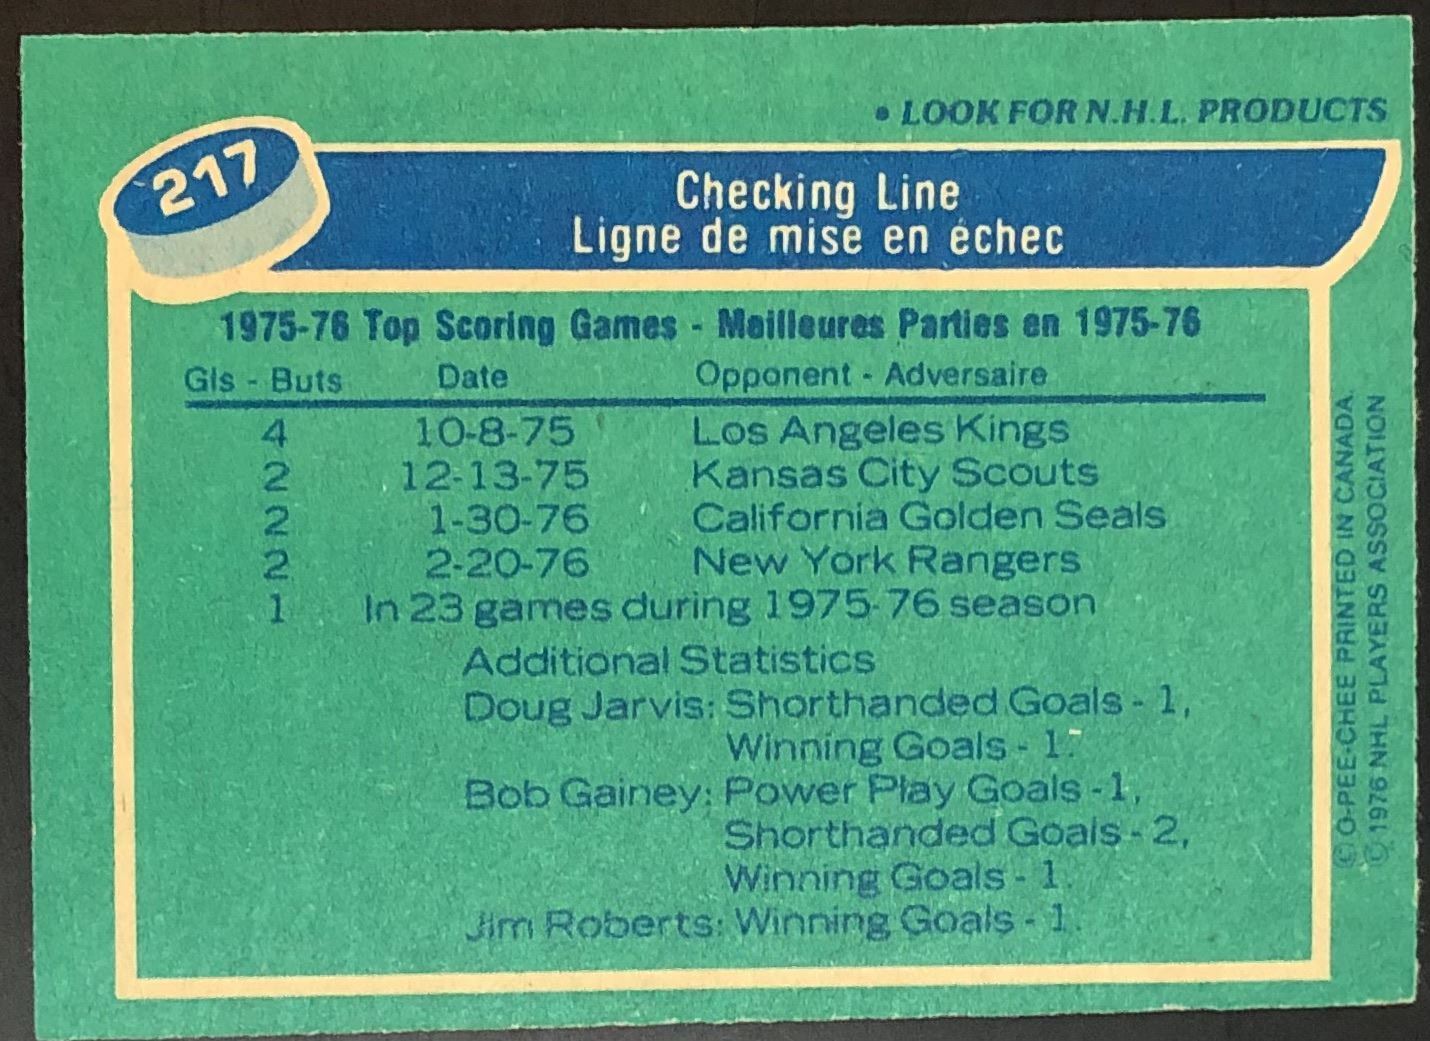 • LOOK FOR N.H.L. PRODUCTS
217
Checking Line
Ligne de mise en échec
1975-76 Top Scoring Games - Meilleures Parties en 1975-76
Gls - Buts Date Opponent - Adversaire
4 10-8-75 Los Angeles Kings
2 12-13-75 Kansas City Scouts
2 1-30-76 California Golden Seals
2 2-20-76 New York Rangers
1 In 23 games during 1975-76 season
Additional Statistics
Doug Jarvis: Shorthanded Goals - 1,
Winning Goals - 1.
Bob Gainey: Power Play Goals -1,
Shorthanded Goals - 2,
Winning Goals - 1.
Jim Roberts: Winning Goals - 1.
© O-PEE-CHEE PRINTED IN CANADA.
© 1976 NHL PLAYERS ASSOCIATION